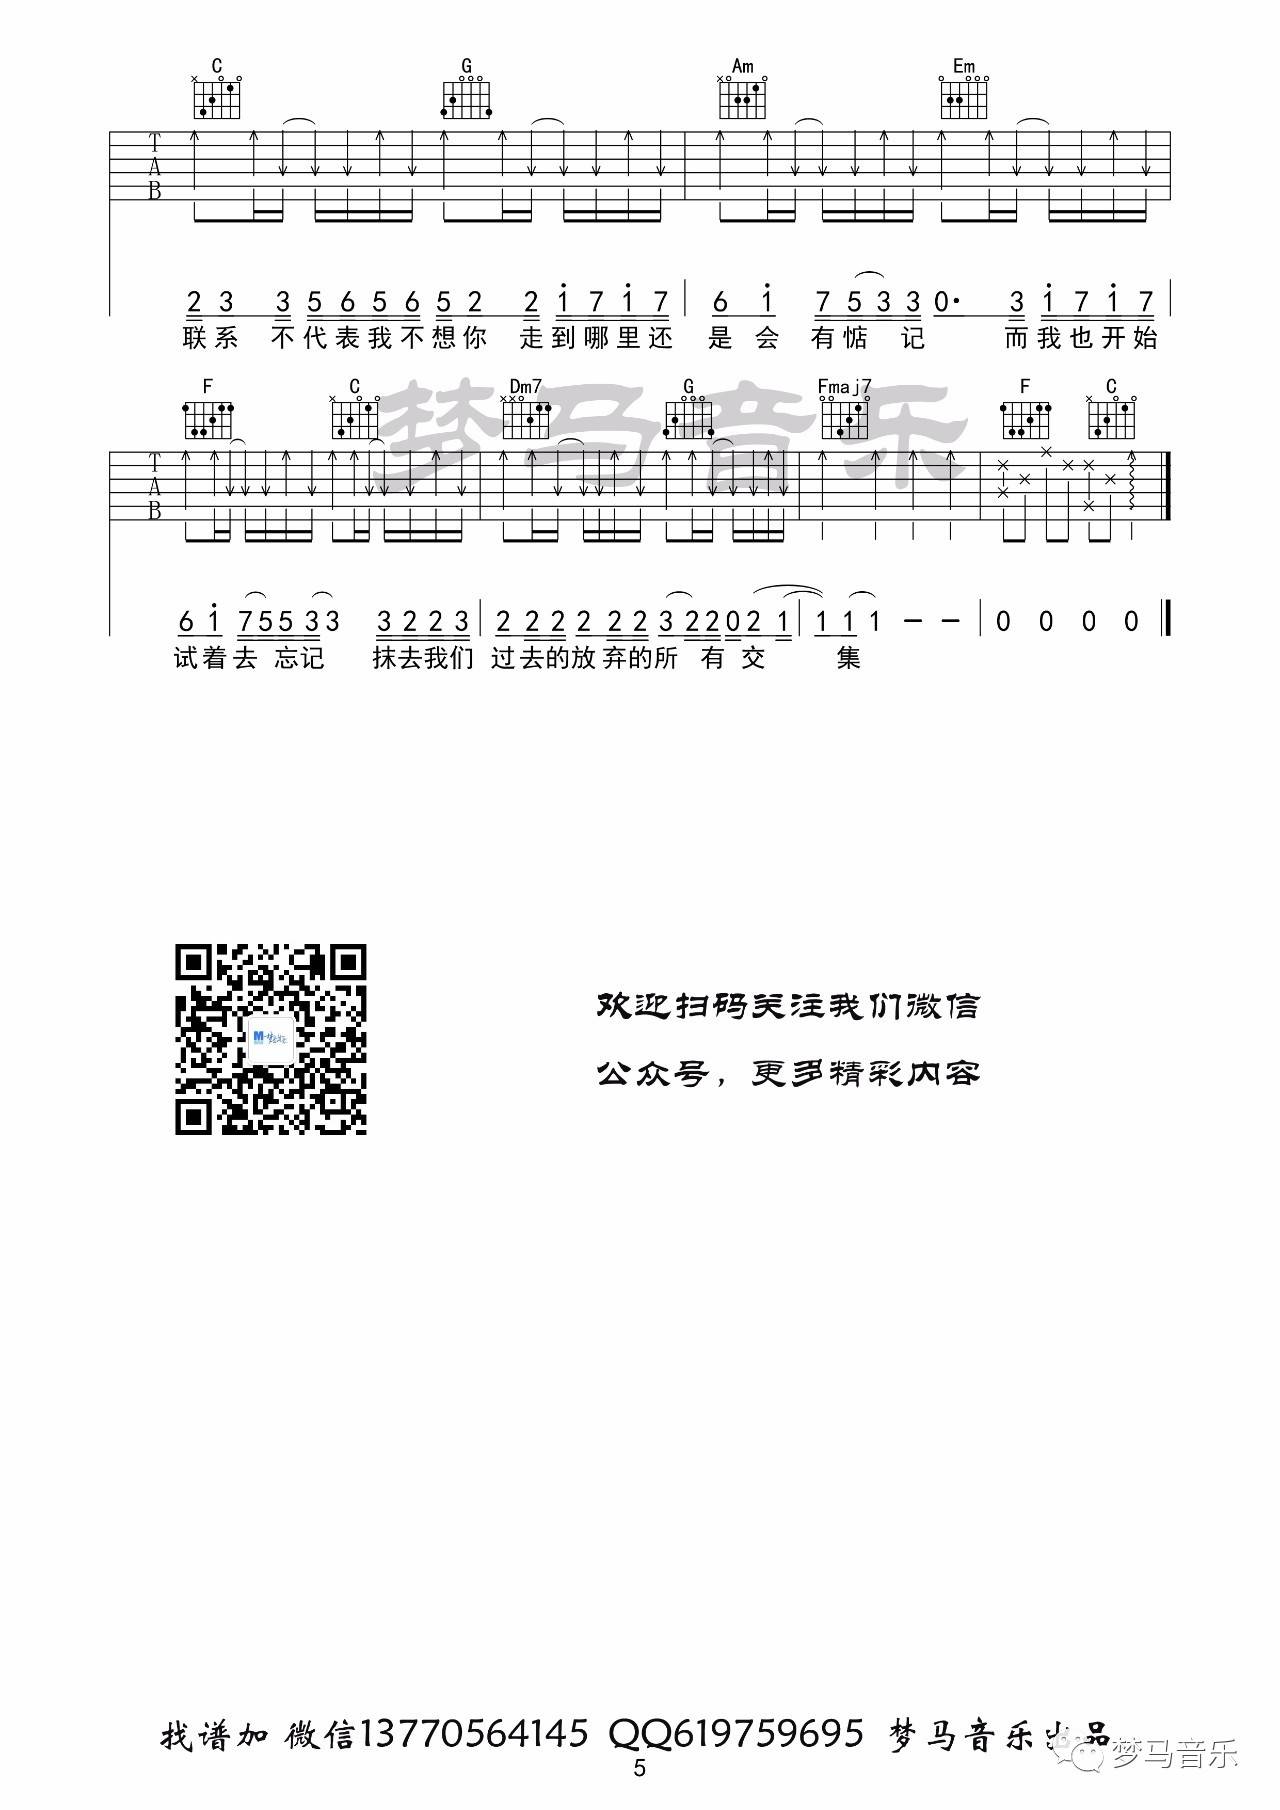 C G Am Em
T
A
B
2 3 3 5 6 5 6 5 2 2 1 7 1 7 6 1 7 5 3 3 0· 3 1 7 1 7
联系 不代表我不想你 走到哪里还 是会 有惦记 而我也开始
F C Dm7 G Fmaj7 F C
T
A
B
6 1 7 5 5 3 3 3 2 2 3 2 2 2 2 2 2 3 2 2 0 2 1 1 1 1 - - 0 0 0 0
试着去 忘记 抹去我们 过去的放弃的所 有交 集
梦马音乐
欢迎扫码关注我们微信
公众号，更多精彩内容
找谱加 微信13770564145 QQ619759695 梦马音乐出品
梦马音乐
5